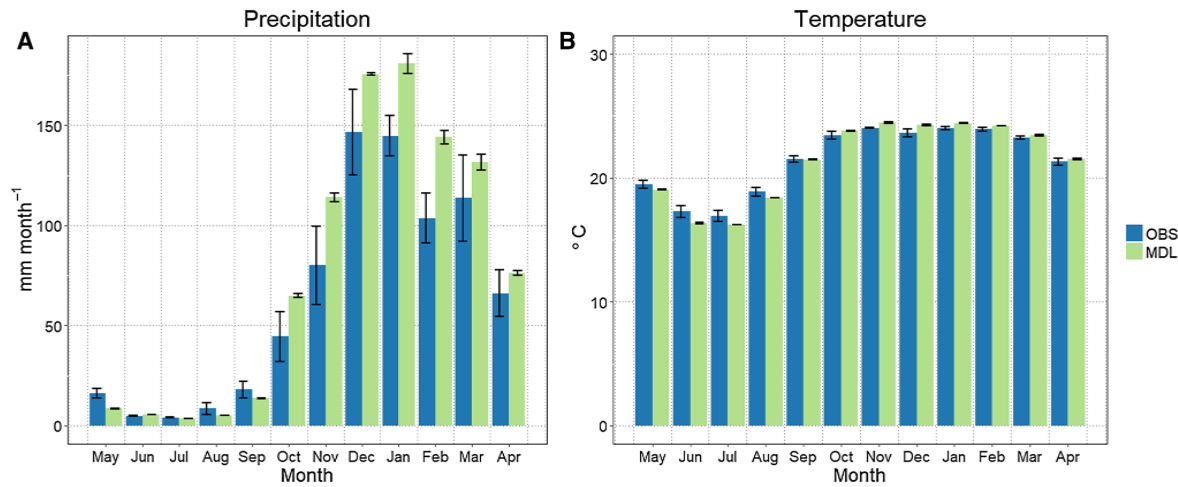 Precipitation
A
mm month⁻¹
150
100
50
0
May Jun Jul Aug Sep Oct Nov Dec Jan Feb Mar Apr
Month
Temperature
B
° C
30
20
10
0
May Jun Jul Aug Sep Oct Nov Dec Jan Feb Mar Apr
Month
OBS
MDL